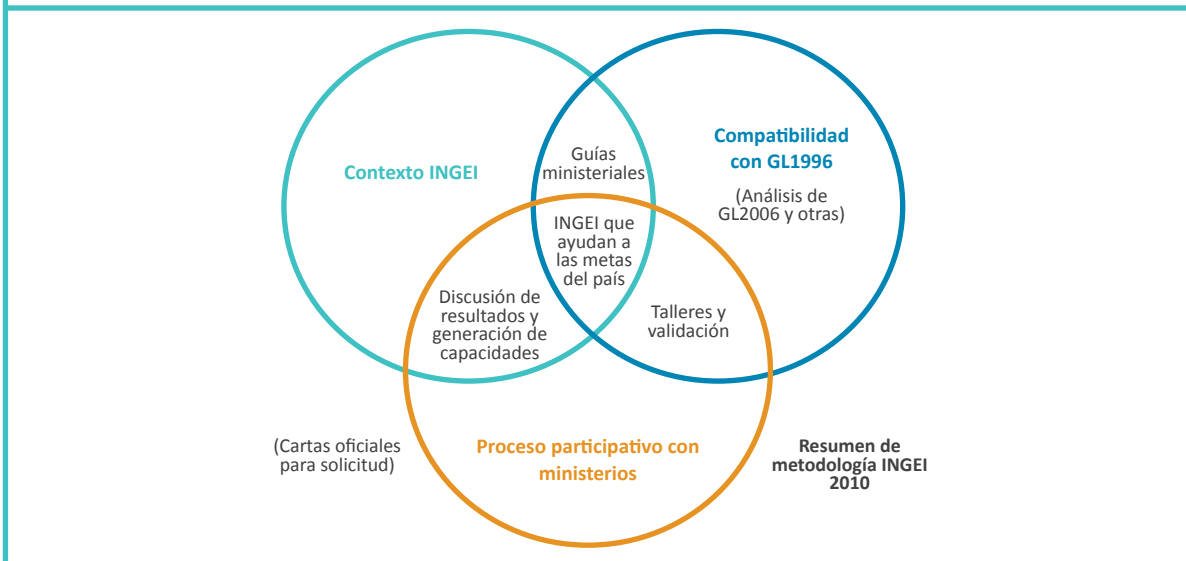 Contexto INGEI
Guías
ministeriales
Compatibilidad
con GL1996
(Análisis de
GL2006 y otras)
INGEI que
ayudan a
las metas
del país
Discusión de
resultados y
generación de
capacidades
Talleres y
validación
(Cartas oficiales
para solicitud)
Proceso participativo con
ministerios
Resumen de
metodología INGEI
2010